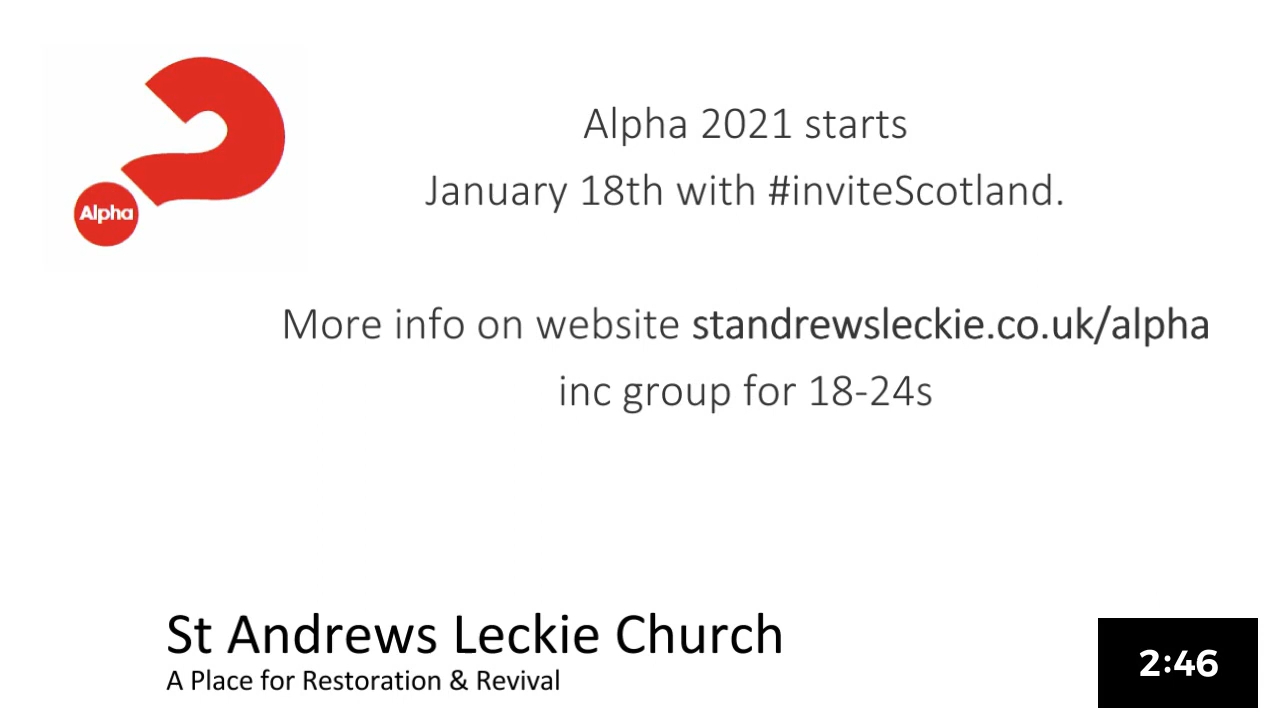 Alpha
Alpha 2021 starts
January 18th with #inviteScotland.
More info on website standrewsleckie.co.uk/alpha
inc group for 18-24s
St Andrews Leckie Church
A Place for Restoration & Revival
2:46